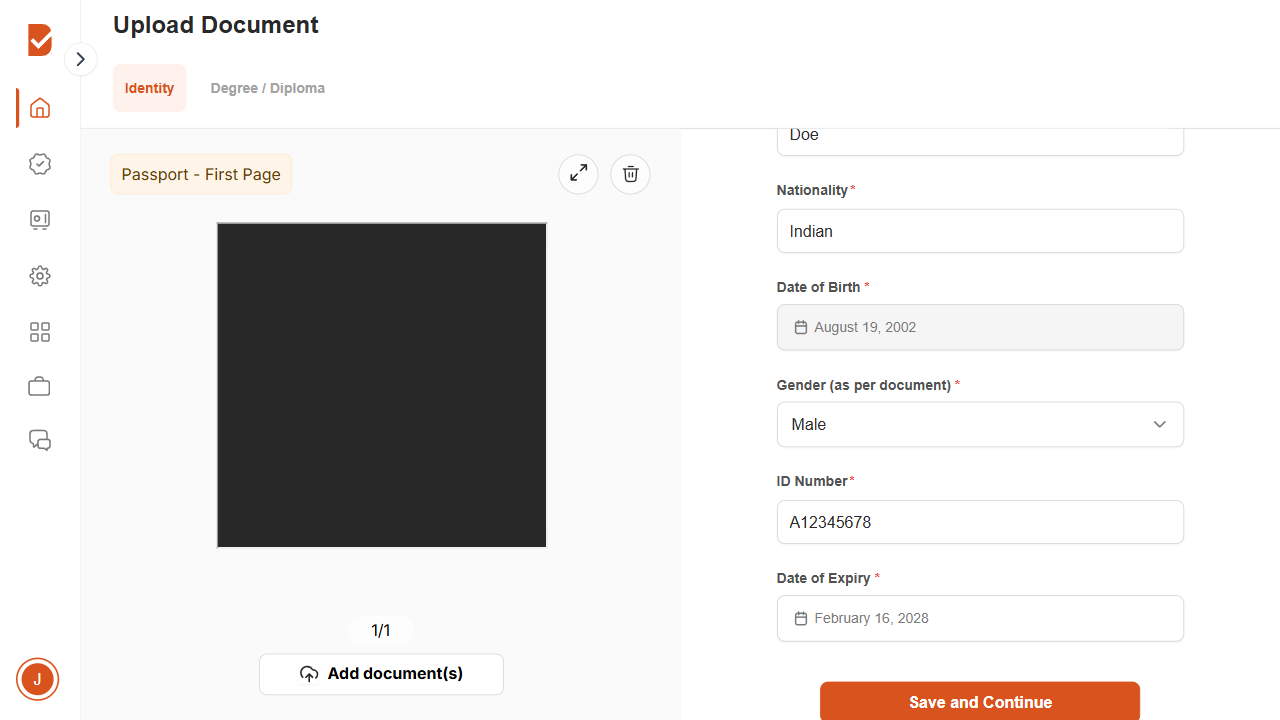 Upload Document
Identity
Degree / Diploma
Passport - First Page
1/1
Add document(s)
J
Doe
Nationality*
Indian
Date of Birth *
August 19, 2002
Gender (as per document) *
Male
ID Number*
A12345678
Date of Expiry *
February 16, 2028
Save and Continue